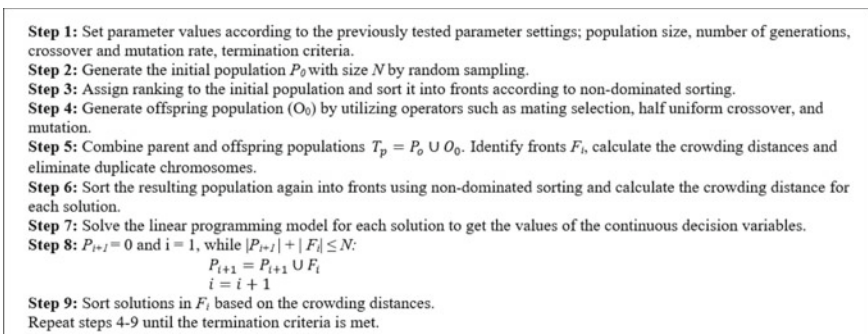 Step 1: Set parameter values according to the previously tested parameter settings; population size, number of generations,
crossover and mutation rate, termination criteria.
Step 2: Generate the initial population P₀ with size N by random sampling.
Step 3: Assign ranking to the initial population and sort it into fronts according to non-dominated sorting.
Step 4: Generate offspring population (O₀) by utilizing operators such as mating selection, half uniform crossover, and
mutation.
Step 5: Combine parent and offspring populations Tₚ = Pₒ ∪ O₀. Identify fronts Fᵢ, calculate the crowding distances and
eliminate duplicate chromosomes.
Step 6: Sort the resulting population again into fronts using non-dominated sorting and calculate the crowding distance for
each solution.
Step 7: Solve the linear programming model for each solution to get the values of the continuous decision variables.
Step 8: Pᵢ₊₁ = 0 and i = 1, while |Pᵢ₊₁| + | Fᵢ| ≤ N:
Pᵢ₊₁ = Pᵢ₊₁ ∪ Fᵢ
i = i + 1
Step 9: Sort solutions in Fᵢ based on the crowding distances.
Repeat steps 4-9 until the termination criteria is met.